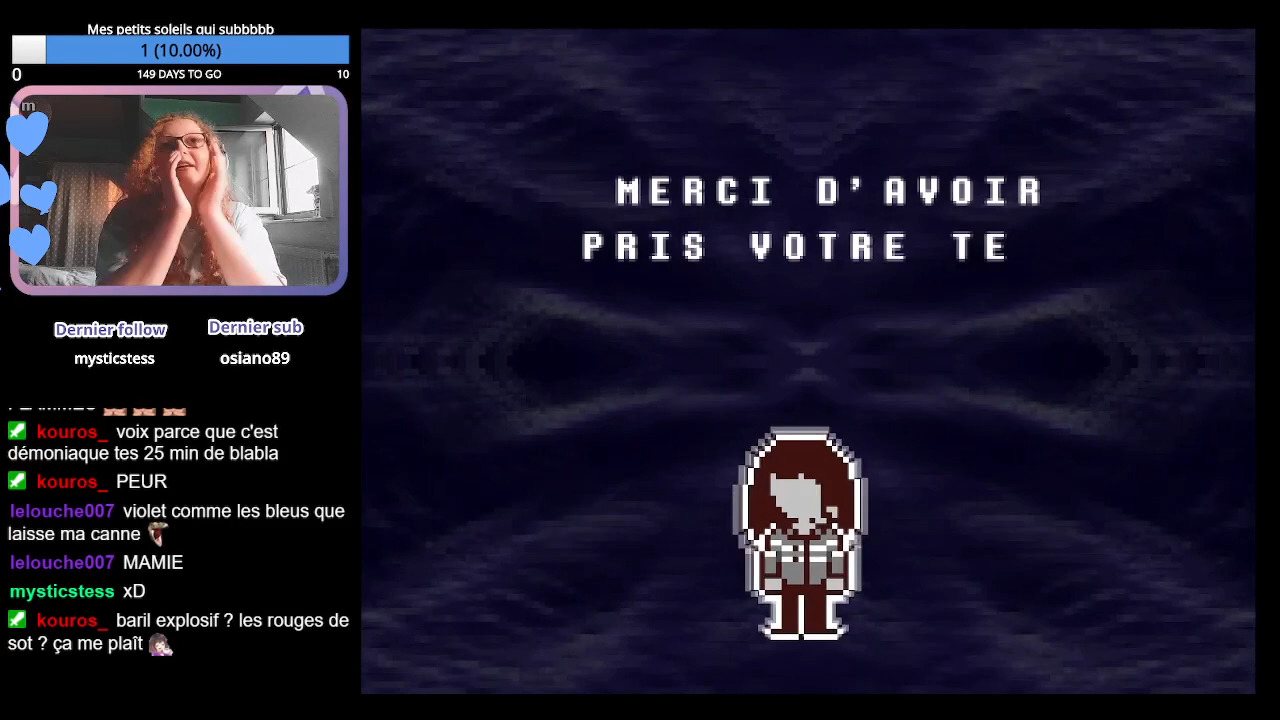 Mes petits soleils qui subbbbb
1 (10.00%)
0 149 DAYS TO GO 10
m
Dernier follow
mysticstess
Dernier sub
osiano89
kouros_ voix parce que c'est
démoniaque tes 25 min de blabla
kouros_ PEUR
lelouche007 violet comme les bleus que
laisse ma canne
lelouche007 MAMIE
mysticstess xD
kouros_ baril explosif ? les rouges de
sot ? ça me plaît
MERCI D'AVOIR
PRIS VOTRE TE